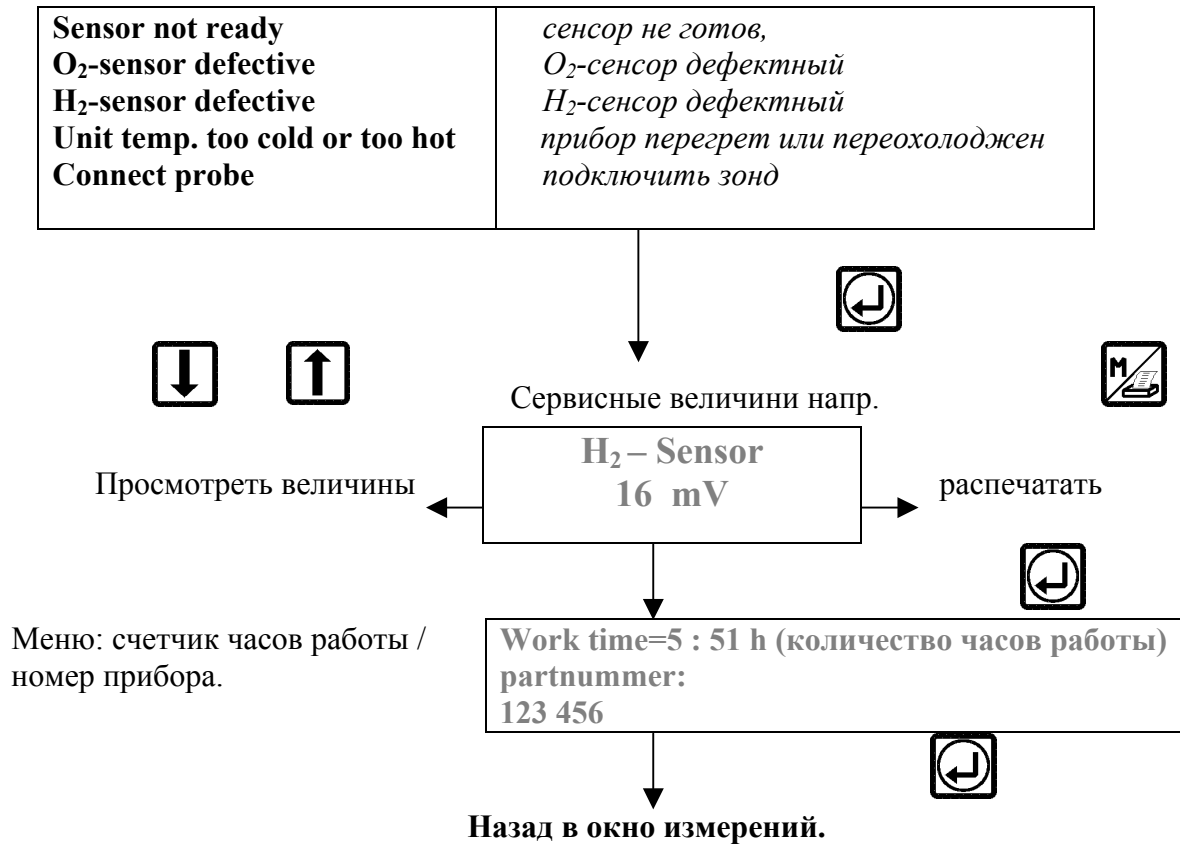 Sensor not ready
сенсор не готов,
O₂-sensor defective
O₂-сенсор дефектный
H₂-sensor defective
H₂-сенсор дефектный
Unit temp. too cold or too hot
прибор перегрет или переохолоджен
Connect probe
подключить зонд
M
Сервисные величини напр.
H₂ – Sensor
16 mV
Просмотреть величины
распечатать
Меню: счетчик часов работы /
номер прибора.
Work time=5 : 51 h (количество часов работы)
partnummer:
123 456
Назад в окно измерений.